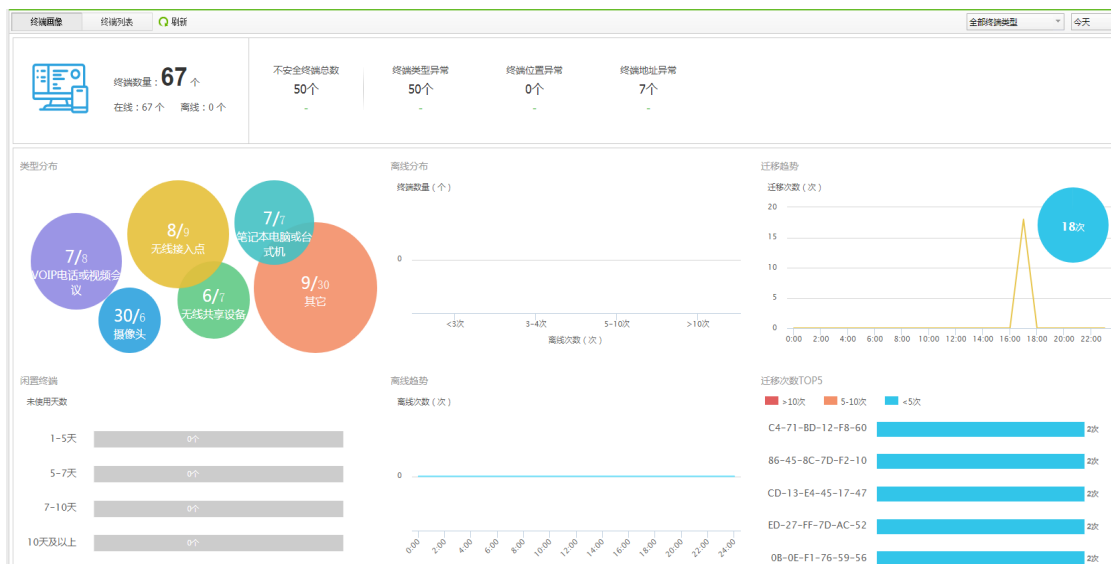 终端画像
终端列表
刷新
全部终端类型
今天
终端数量：67 个
在线：67 个 离线：0 个
不安全终端总数
50个
-
终端类型异常
50个
-
终端位置异常
0个
-
终端地址异常
7个
-
类型分布
7/8
VOIP电话或视频会
议
8/9
无线接入点
7/7
笔记本电脑或台
式机
30/6
摄像头
6/7
无线共享设备
9/30
其它
离线分布
终端数量（个）
0
<3次 3-4次 5-10次 >10次
离线次数（次）
迁移趋势
迁移次数（次）
20
15
10
5
0
18次
0:00 2:00 4:00 6:00 8:00 10:00 12:00 14:00 16:00 18:00 20:00 22:00
闲置终端
未使用天数
1-5天 0个
5-7天 0个
7-10天 0个
10天及以上 0个
离线趋势
离线次数（次）
0
0:00 2:00 4:00 6:00 8:00 10:00 12:00 14:00 16:00 18:00 20:00 22:00 24:00
迁移次数TOP5
>10次 5-10次 <5次
C4-71-BD-12-F8-60 2次
86-45-8C-7D-F2-10 2次
CD-13-E4-45-17-47 2次
ED-27-FF-7D-AC-52 2次
0B-0E-F1-76-59-56 2次